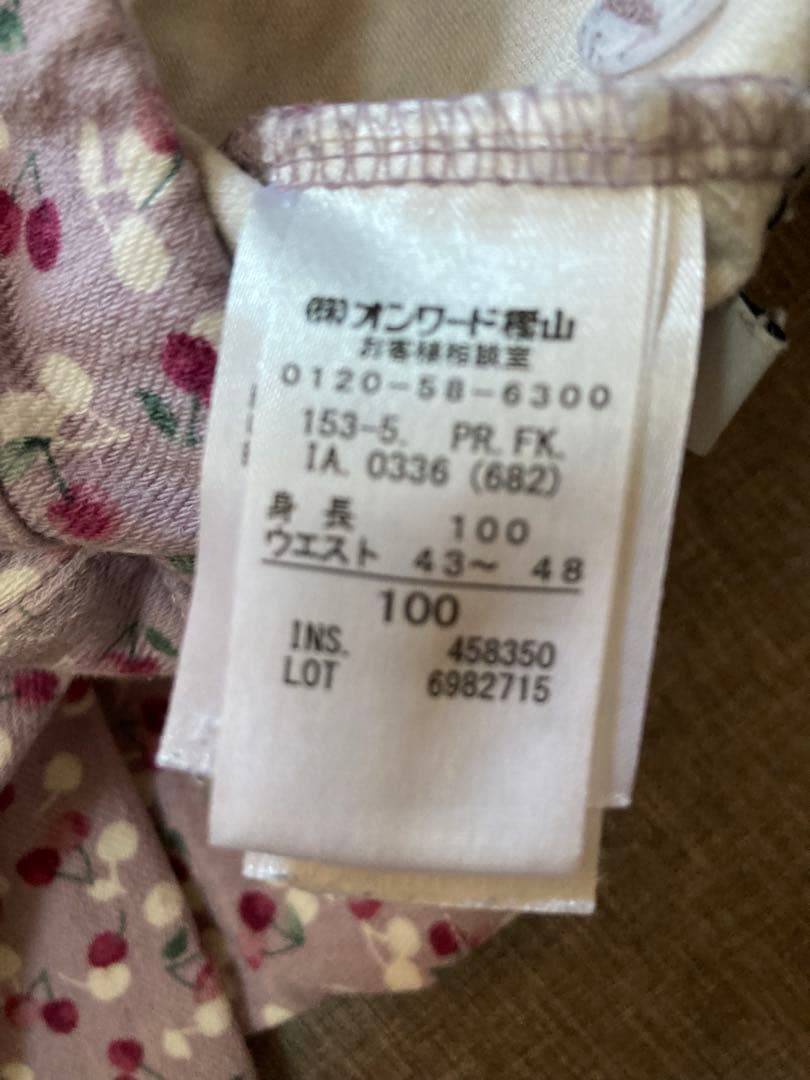 ㈱オンワード樫山
お客様相談室
0120-58-6300
153-5. PR.FK.
IA. 0336 (682)
身長 100
ウエスト 43~ 48
100
INS. 458350
LOT 6982715